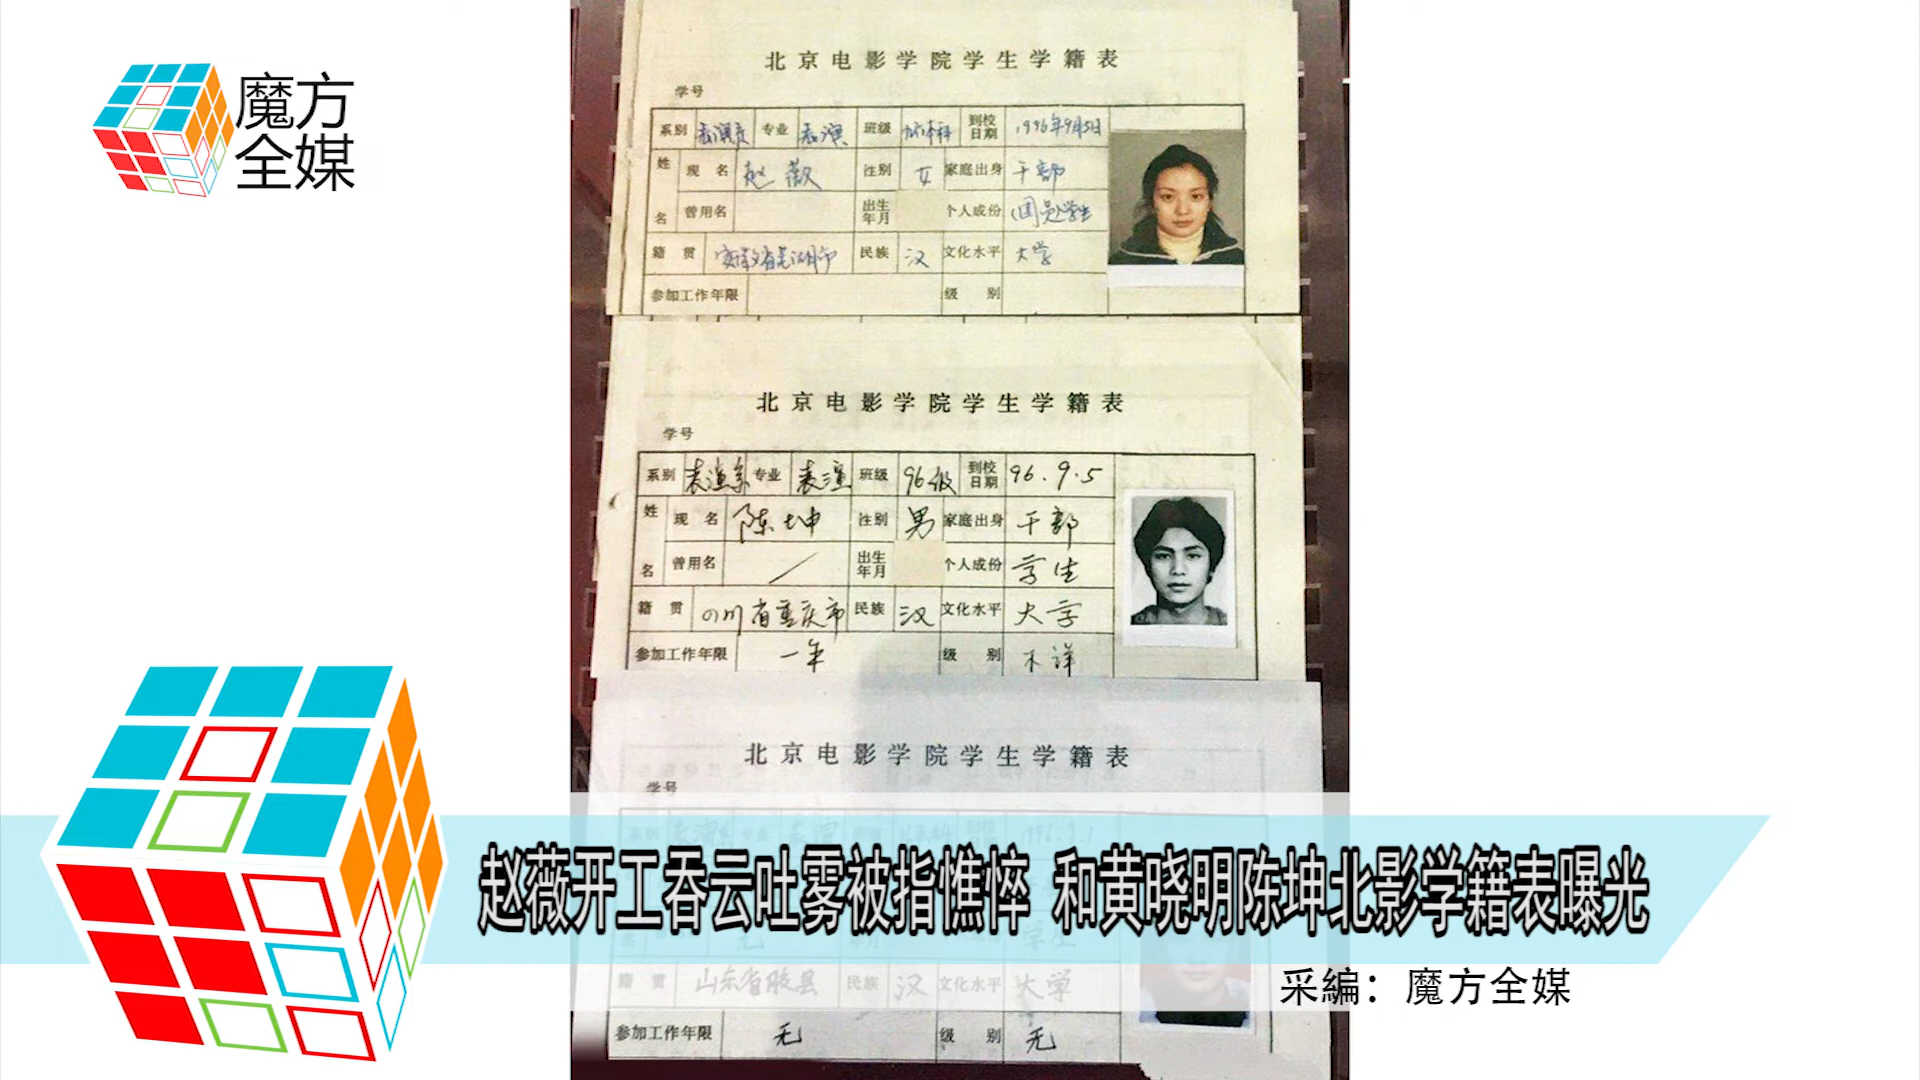 魔方
全媒
北京电影学院学生学籍表
学号
系别 表演系 专业 表演 班级 到校日期 1996年9月5日
姓名 现名 赵薇 性别 女 家庭出身 干部
曾用名 出生年月 个人成份 学生
籍贯 安徽省芜湖市 民族 汉 文化水平 大学
参加工作年限 级别
北京电影学院学生学籍表
学号
系别 表演系 专业 表演 班级 96级 到校日期 96.9.5
姓名 现名 陈坤 性别 男 家庭出身 干部
曾用名 / 出生年月 个人成份 学生
籍贯 四川省重庆市 民族 汉 文化水平 大学
参加工作年限 一年 级别 不详
北京电影学院学生学籍表
学号
赵薇开工吞云吐雾被指憔悴 和黄晓明陈坤北影学籍表曝光
籍贯 山东省 民族 汉 文化水平 大学
采編：魔方全媒
参加工作年限 无 级别 无